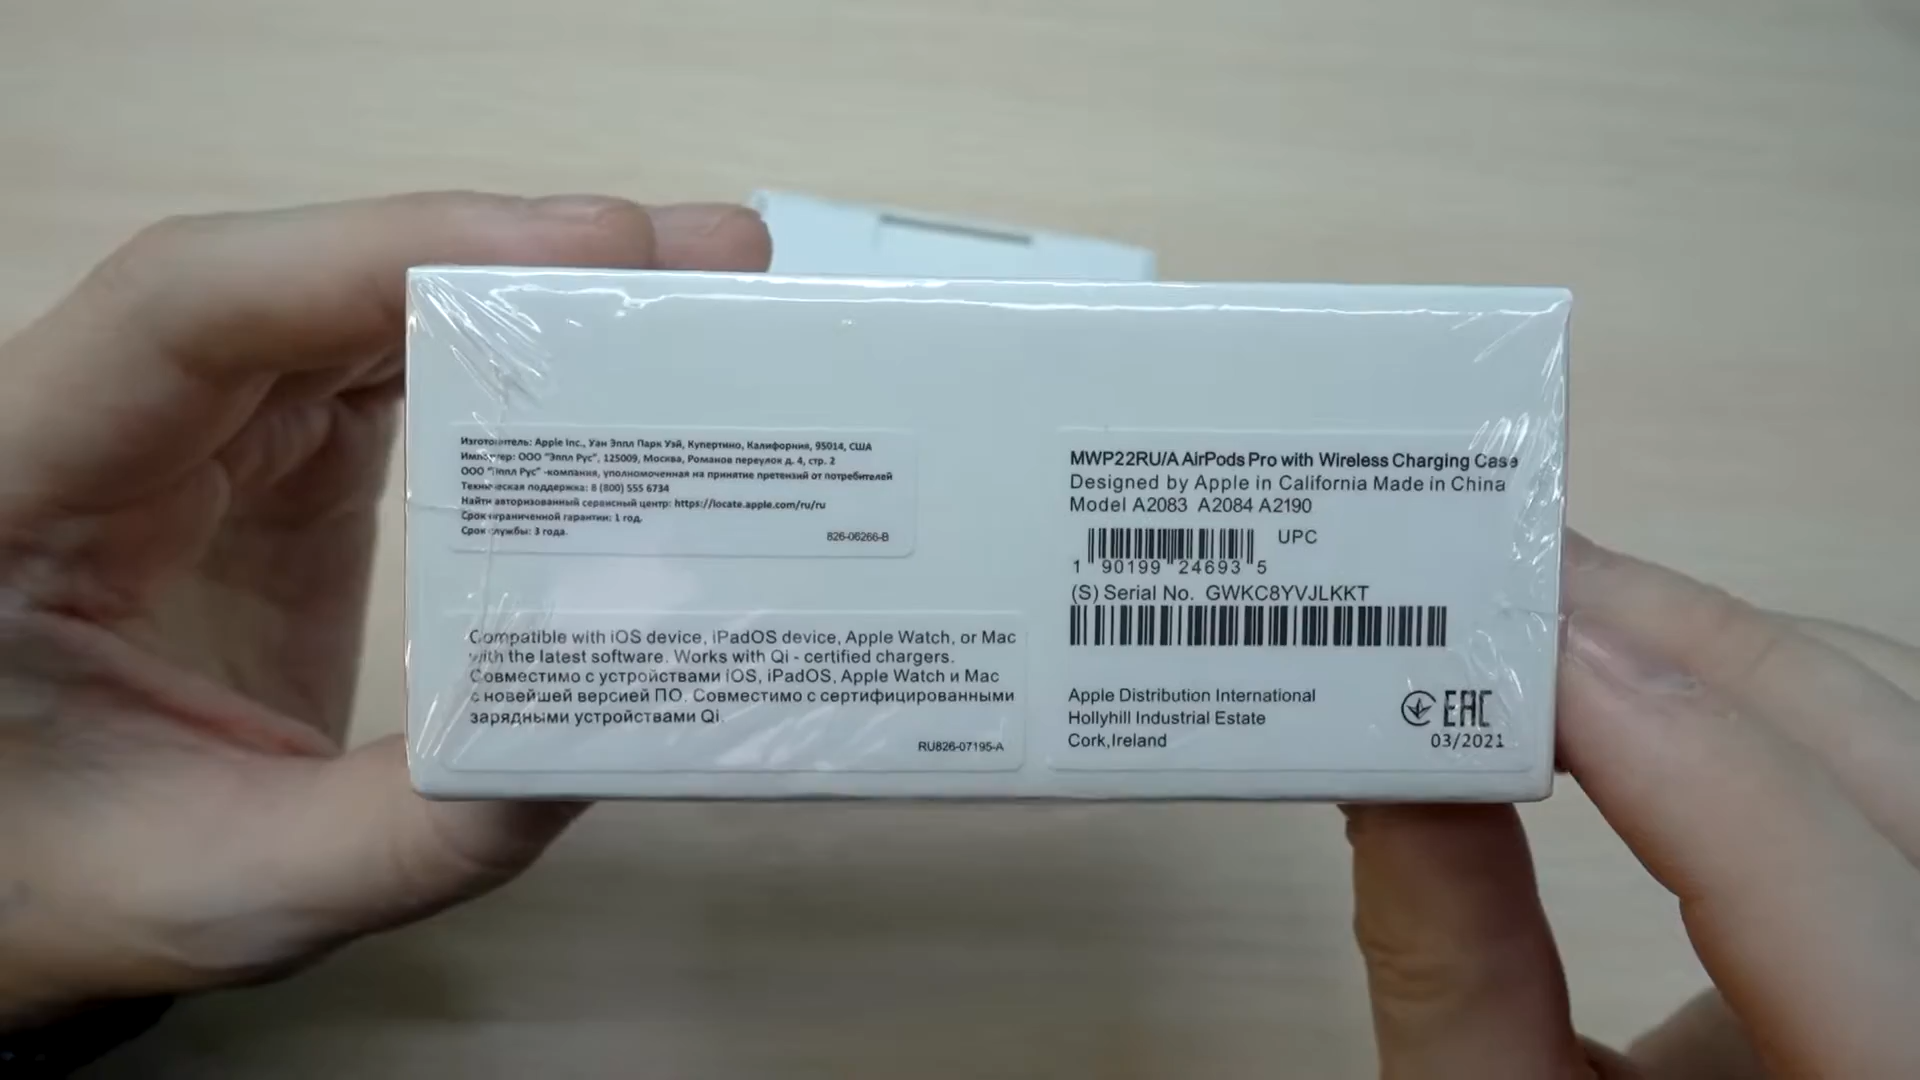 Изготовитель: Apple Inc., Уан Эппл Парк Уэй, Купертино, Калифорния, 95014, США
Импортер: ООО "Эппл Рус", 125009, Москва, Романов переулок д. 4, стр. 2
ООО "Эппл Рус" -компания, уполномоченная на принятие претензий от потребителей
Техническая поддержка: 8 (800) 555 6734
Найти авторизованный сервисный центр: https://locate.apple.com/ru/ru
Срок ограниченной гарантии: 1 год.
Срок службы: 3 года.
826-06266-B
Compatible with iOS device, iPadOS device, Apple Watch, or Mac
with the latest software. Works with Qi - certified chargers.
Совместимо с устройствами iOS, iPadOS, Apple Watch и Mac
с новейшей версией ПО. Совместимо с сертифицированными
зарядными устройствами Qi.
RU826-07195-A
MWP22RU/A AirPods Pro with Wireless Charging Case
Designed by Apple in California Made in China
Model A2083 A2084 A2190
UPC
1 90199 24693 5
(S) Serial No. GWKC8YVJLKKT
Apple Distribution International
Hollyhill Industrial Estate
Cork,Ireland
EAC
03/2021